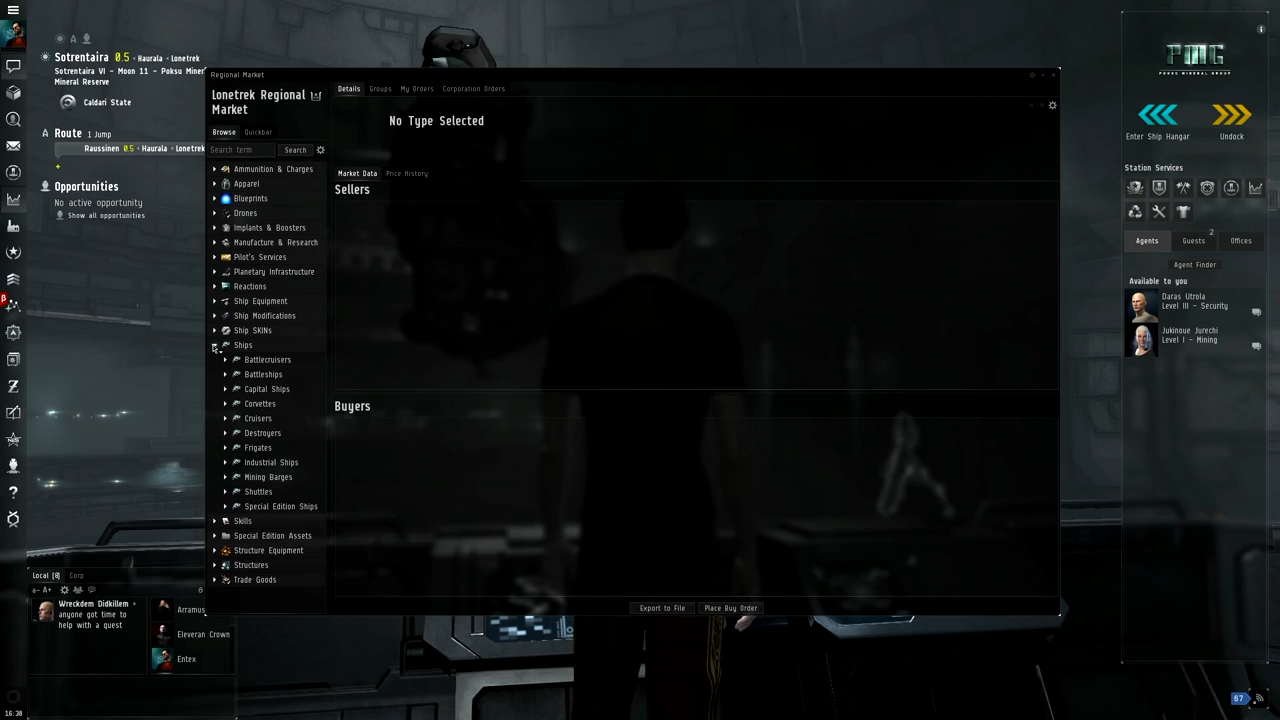 Sotrentaira 0.5 < Haurala < Lonetrek
Sotrentaira VI - Moon 11 - Poksu Miner
Mineral Reserve
Caldari State
Route 1 Jump
Raussinen 0.5 < Haurala < Lonetrek
Opportunities
No active opportunity
Show all opportunities
Regional Market
Lonetrek Regional
Market
Browse Quickbar
Search term Search
Ammunition & Charges
Apparel
Blueprints
Drones
Implants & Boosters
Manufacture & Research
Pilot's Services
Planetary Infrastructure
Reactions
Ship Equipment
Ship Modifications
Ship SKINs
Ships
Battlecruisers
Battleships
Capital Ships
Corvettes
Cruisers
Destroyers
Frigates
Industrial Ships
Mining Barges
Shuttles
Special Edition Ships
Skills
Special Edition Assets
Structure Equipment
Structures
Trade Goods
Details Groups My Orders Corporation Orders
No Type Selected
Market Data Price History
Sellers
Buyers
Export to File Place Buy Order
PMG
POKSU MINERAL GROUP
Enter Ship Hangar Undock
Station Services
2
Agents Guests Offices
Agent Finder
Available to you
Daras Utrola
Level III - Security
Jukinoue Jurechi
Level I - Mining
Local [8] Corp
a- A+
Wreckdem Didkillem >
anyone got time to
help with a quest
Arramus
Eleveran Crown
Entex
16:38
67